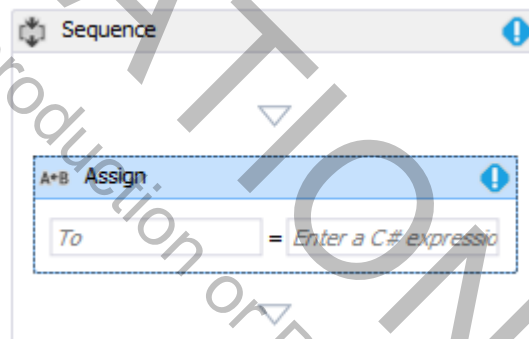 Sequence
A+B Assign
To = Enter a C# expressio